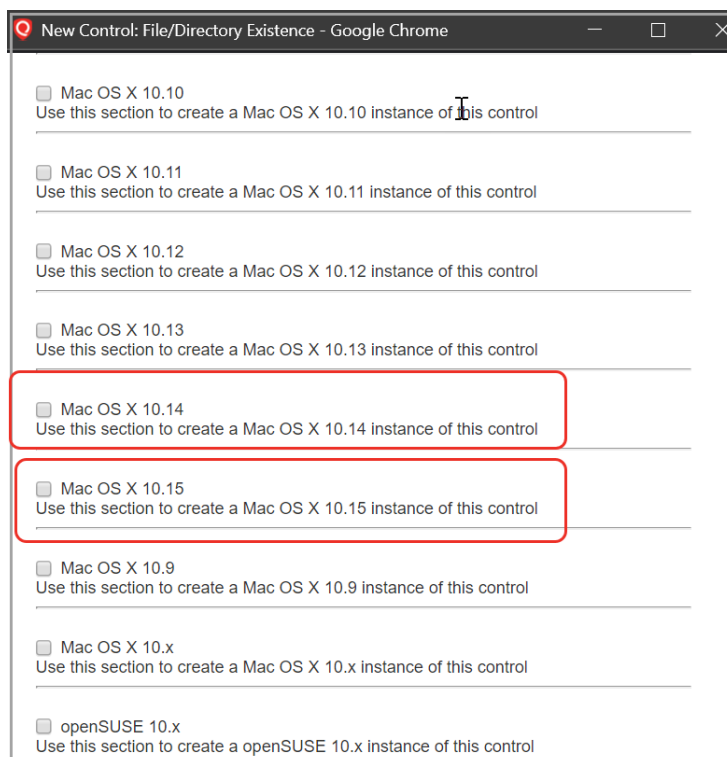 New Control: File/Directory Existence - Google Chrome
Mac OS X 10.10
Use this section to create a Mac OS X 10.10 instance of this control
Mac OS X 10.11
Use this section to create a Mac OS X 10.11 instance of this control
Mac OS X 10.12
Use this section to create a Mac OS X 10.12 instance of this control
Mac OS X 10.13
Use this section to create a Mac OS X 10.13 instance of this control
Mac OS X 10.14
Use this section to create a Mac OS X 10.14 instance of this control
Mac OS X 10.15
Use this section to create a Mac OS X 10.15 instance of this control
Mac OS X 10.9
Use this section to create a Mac OS X 10.9 instance of this control
Mac OS X 10.x
Use this section to create a Mac OS X 10.x instance of this control
openSUSE 10.x
Use this section to create a openSUSE 10.x instance of this control